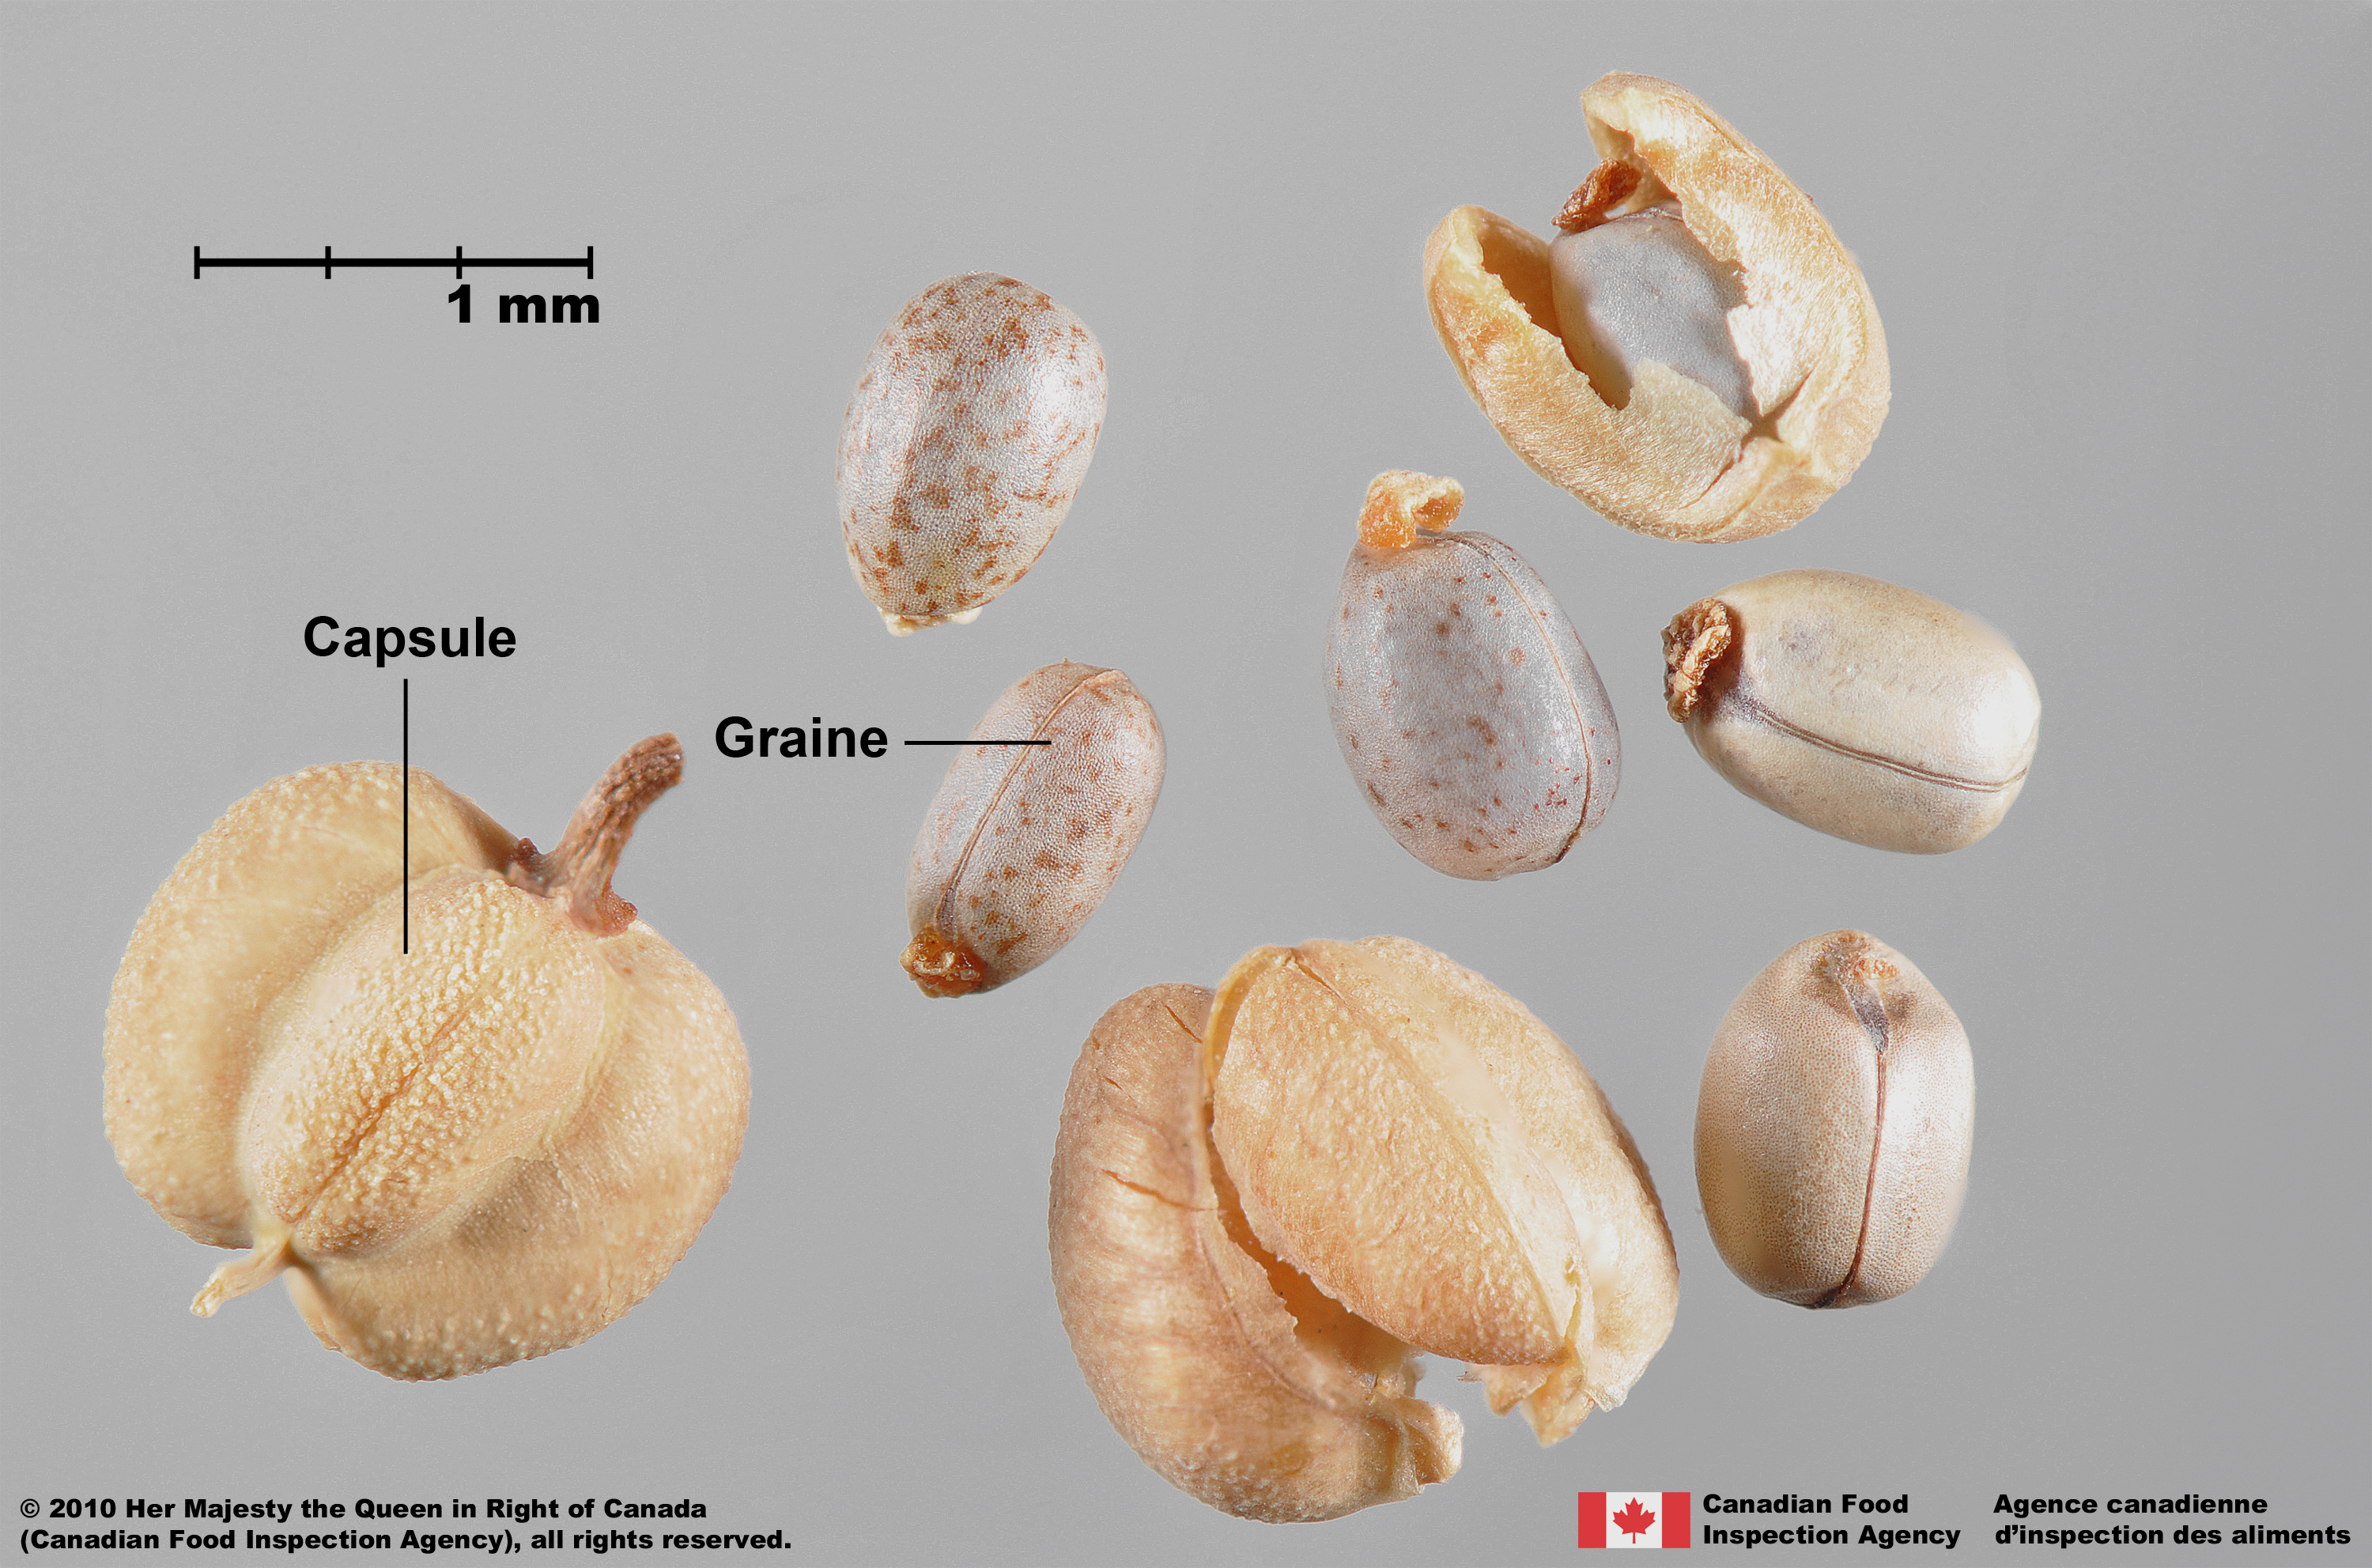 1 mm
Capsule
Graine
© 2010 Her Majesty the Queen in Right of Canada
(Canadian Food Inspection Agency), all rights reserved.
Canadian Food
Inspection Agency
Agence canadienne
d’inspection des aliments